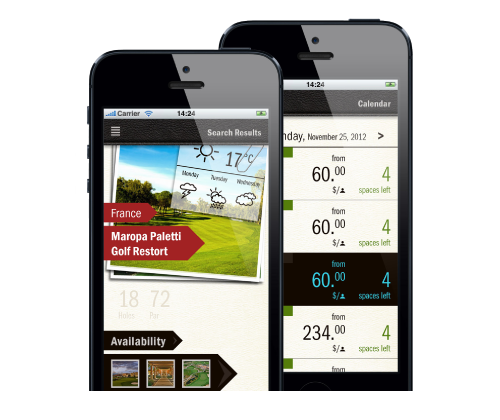 Carrier
14:24
Search Results
17°C
Monday Tuesday Wednesday
France
Maropa Paletti
Golf Restort
18 72
Holes Par
Availability
14:24
Calendar
nday, November 25, 2012 >
from
60.00
$/
4
spaces left
from
60.00
$/
4
spaces left
from
60.00
$/
4
spaces left
from
234.00
$/
4
spaces left
from